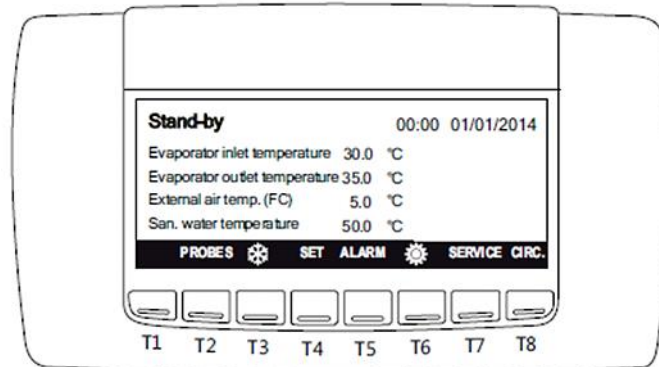 Stand-by 00:00 01/01/2014
Evaporator inlet temperature 30.0 °C
Evaporator outlet temperature 35.0 °C
External air temp. (FC) 5.0 °C
San. water temperature 50.0 °C
PROBES SET ALARM SERVICE CIRC.
T1 T2 T3 T4 T5 T6 T7 T8